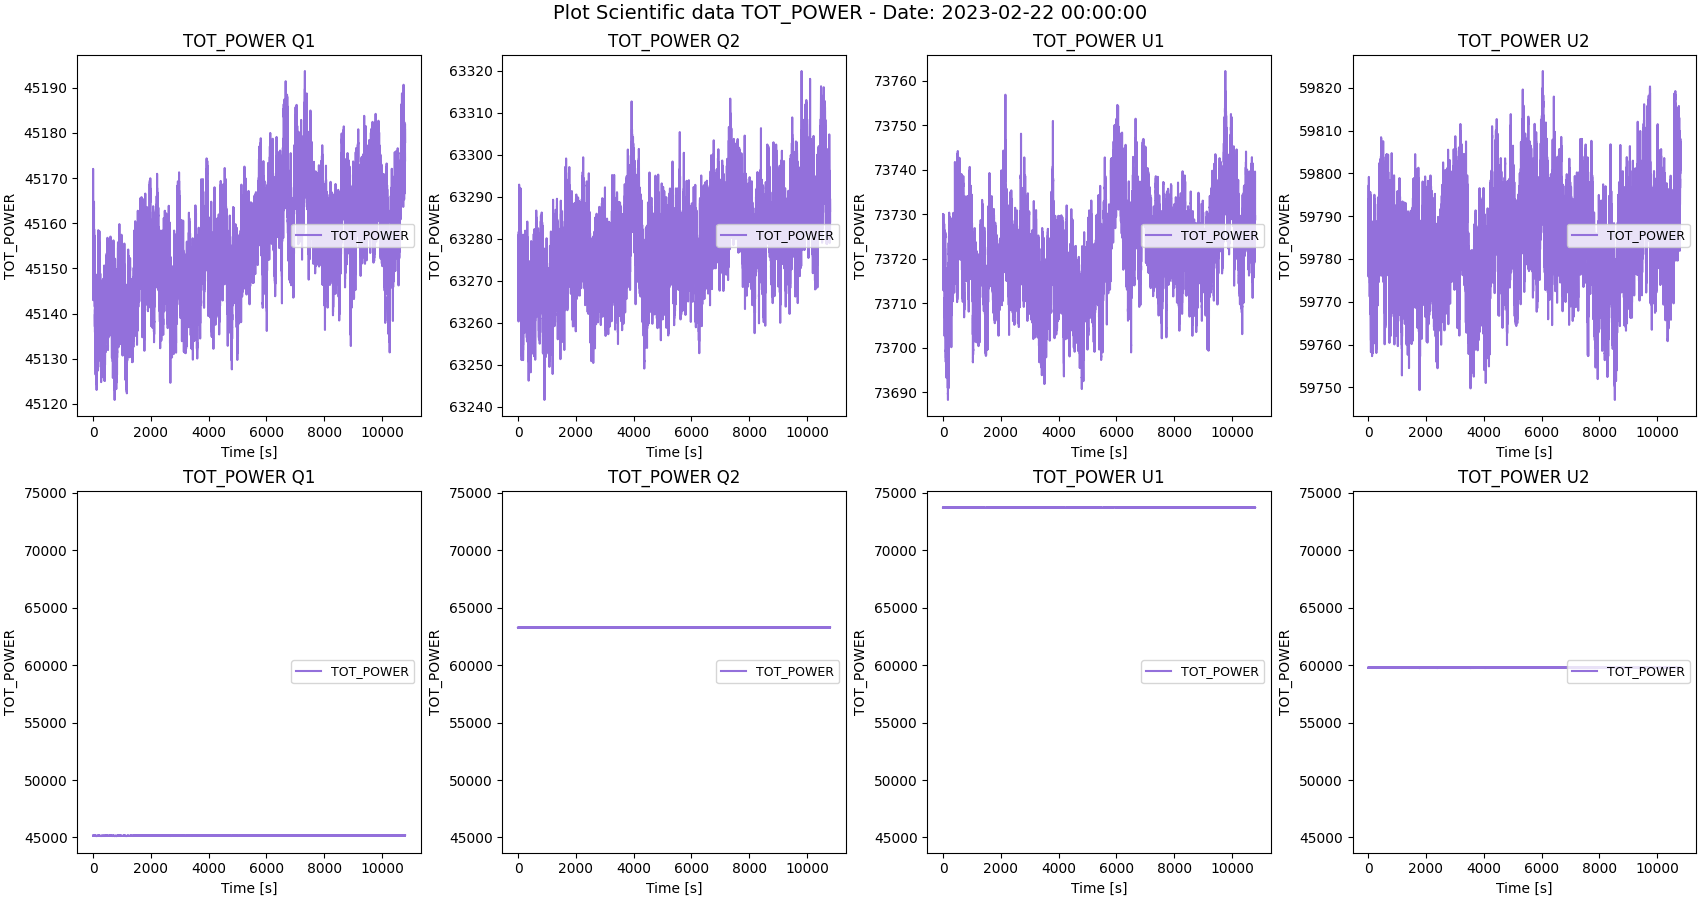 Plot Scientific data TOT_POWER - Date: 2023-02-22 00:00:00
TOT_POWER Q1
TOT_POWER
45190
45180
45170
45160
45150
45140
45130
45120
TOT_POWER
0 2000 4000 6000 8000 10000
Time [s]
TOT_POWER Q2
TOT_POWER
63320
63310
63300
63290
63280
63270
63260
63250
63240
TOT_POWER
0 2000 4000 6000 8000 10000
Time [s]
TOT_POWER U1
TOT_POWER
73760
73750
73740
73730
73720
73710
73700
73690
TOT_POWER
0 2000 4000 6000 8000 10000
Time [s]
TOT_POWER U2
TOT_POWER
59820
59810
59800
59790
59780
59770
59760
59750
TOT_POWER
0 2000 4000 6000 8000 10000
Time [s]
TOT_POWER Q1
TOT_POWER
75000
70000
65000
60000
55000
50000
45000
TOT_POWER
0 2000 4000 6000 8000 10000
Time [s]
TOT_POWER Q2
TOT_POWER
75000
70000
65000
60000
55000
50000
45000
TOT_POWER
0 2000 4000 6000 8000 10000
Time [s]
TOT_POWER U1
TOT_POWER
75000
70000
65000
60000
55000
50000
45000
TOT_POWER
0 2000 4000 6000 8000 10000
Time [s]
TOT_POWER U2
TOT_POWER
75000
70000
65000
60000
55000
50000
45000
TOT_POWER
0 2000 4000 6000 8000 10000
Time [s]